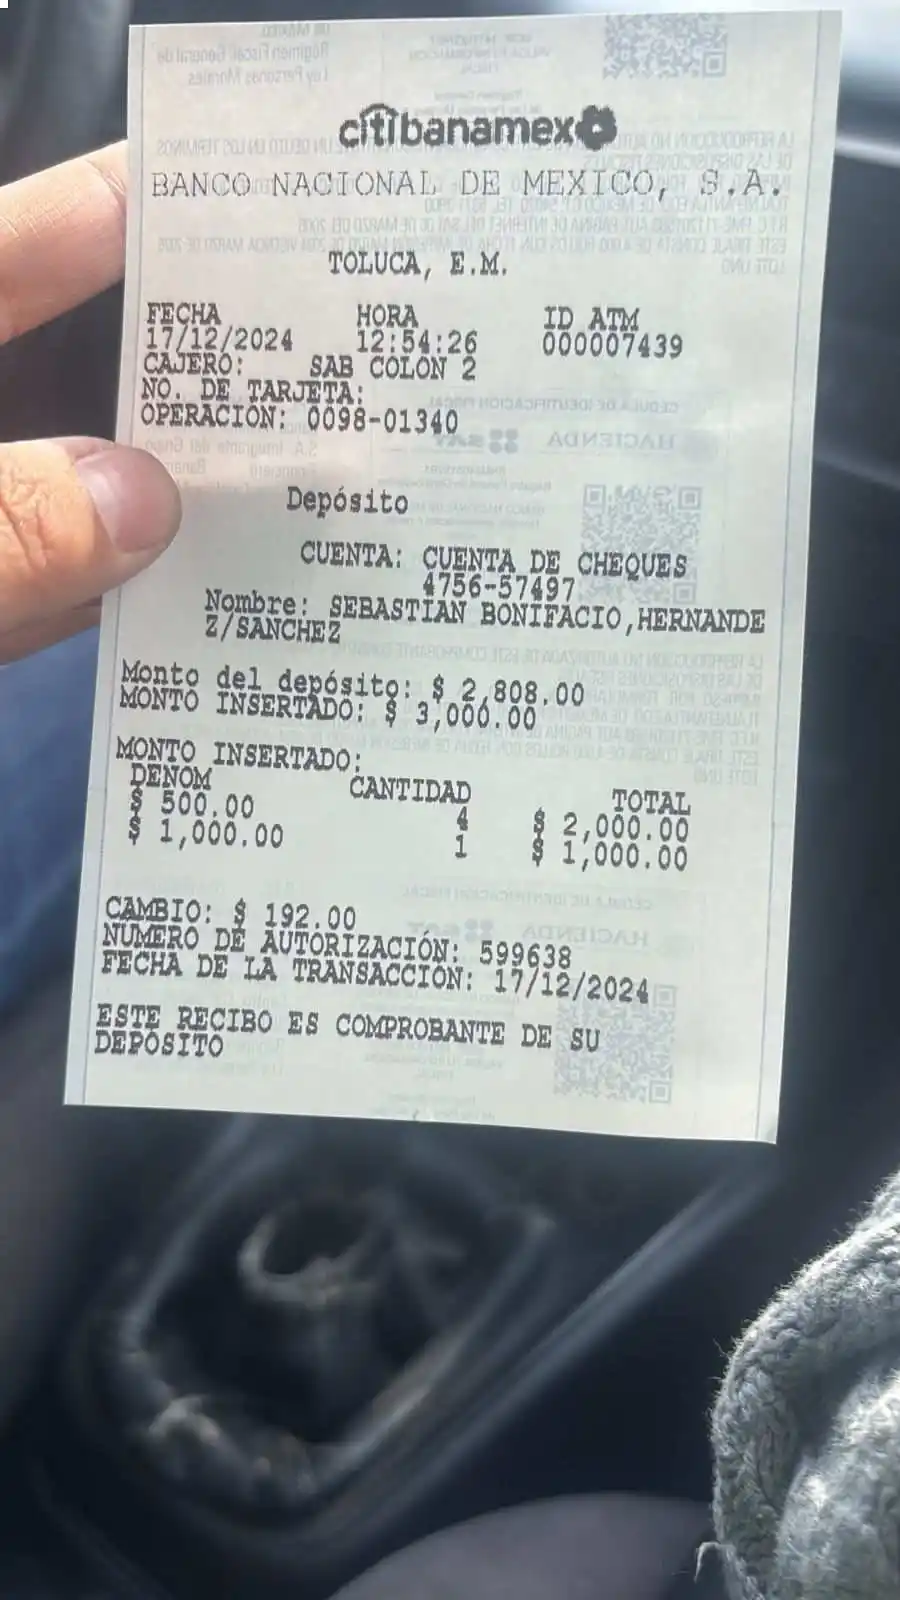 citibanamex
BANCO NACIONAL DE MEXICO, S.A.
TOLUCA, E.M.
FECHA HORA ID ATM
17/12/2024 12:54:26 000007439
CAJERO: SAB COLON 2
NO. DE TARJETA:
OPERACIÓN: 0098-01340
Depósito
CUENTA: CUENTA DE CHEQUES
4756-57497
Nombre: SEBASTIAN BONIFACIO,HERNANDE
Z/SANCHEZ
Monto del depósito: $ 2,808.00
MONTO INSERTADO: $ 3,000.00
MONTO INSERTADO:
DENOM CANTIDAD TOTAL
$ 500.00 4 $ 2,000.00
$ 1,000.00 1 $ 1,000.00
CAMBIO: $ 192.00
NÚMERO DE AUTORIZACIÓN: 599638
FECHA DE LA TRANSACCIÓN: 17/12/2024
ESTE RECIBO ES COMPROBANTE DE SU
DEPÓSITO